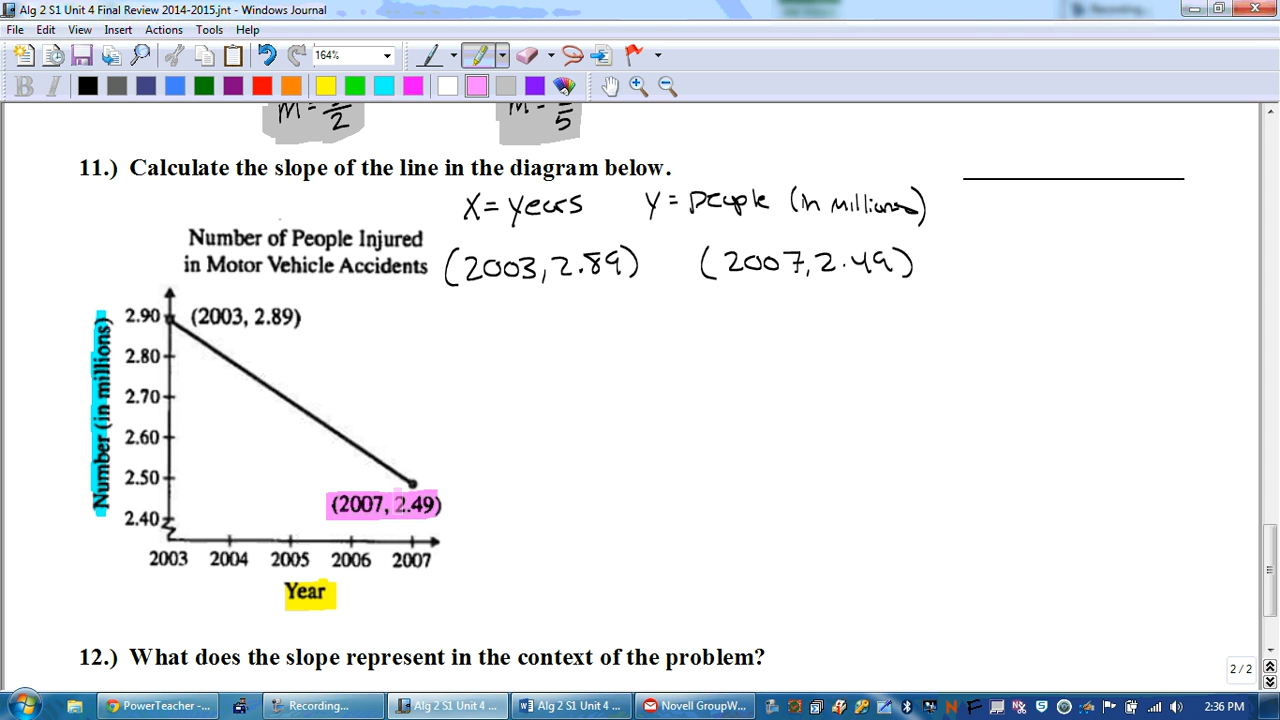 Alg 2 S1 Unit 4 Final Review 2014-2015.jnt - Windows Journal
Recording...
File Edit View Insert Actions Tools Help
164%
B I
m = 2
m = 5
11.) Calculate the slope of the line in the diagram below.
X = years Y = people (in millions)
Number of People Injured
in Motor Vehicle Accidents
(2003, 2.89) (2007, 2.49)
Number (in millions)
2.90 (2003, 2.89)
2.80
2.70
2.60
2.50
(2007, 2.49)
2.40
2003 2004 2005 2006 2007
Year
12.) What does the slope represent in the context of the problem?
2 / 2
PowerTeacher -... Recording... Alg 2 S1 Unit 4 ... Alg 2 S1 Unit 4 ... Novell GroupW... 2:36 PM